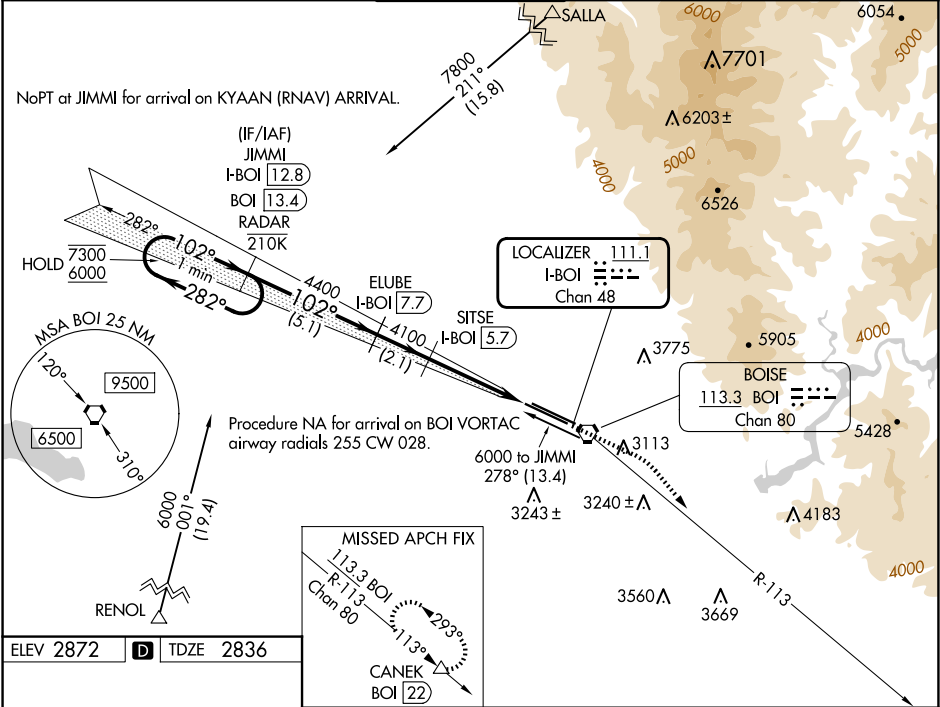 SALLA
6000
6054
5000
7701
7800
211°
(15.8)
NoPT at JIMMI for arrival on KYAAN (RNAV) ARRIVAL.
6203±
5000
4000
6526
(IF/IAF)
JIMMI
I-BOI 12.8
BOI 13.4
RADAR
210K
282°
102°
1 min
282°
HOLD 7300
6000
4400
102°
(5.1)
ELUBE
I-BOI 7.7
4100
(2.1)
SITSE
I-BOI 5.7
LOCALIZER 111.1
I-BOI
Chan 48
3775
5905
4000
BOISE
113.3 BOI
Chan 80
5428
MSA BOI 25 NM
120°
9500
6500
310°
Procedure NA for arrival on BOI VORTAC
airway radials 255 CW 028.
6000 to JIMMI
278° (13.4)
3113
3243±
3240±
4183
4000
6000
001°
(19.4)
RENOL
MISSED APCH FIX
113.3 BOI
R-113
Chan 80
293°
113°
CANEK
BOI 22
3560
3669
R-113
ELEV 2872 D TDZE 2836